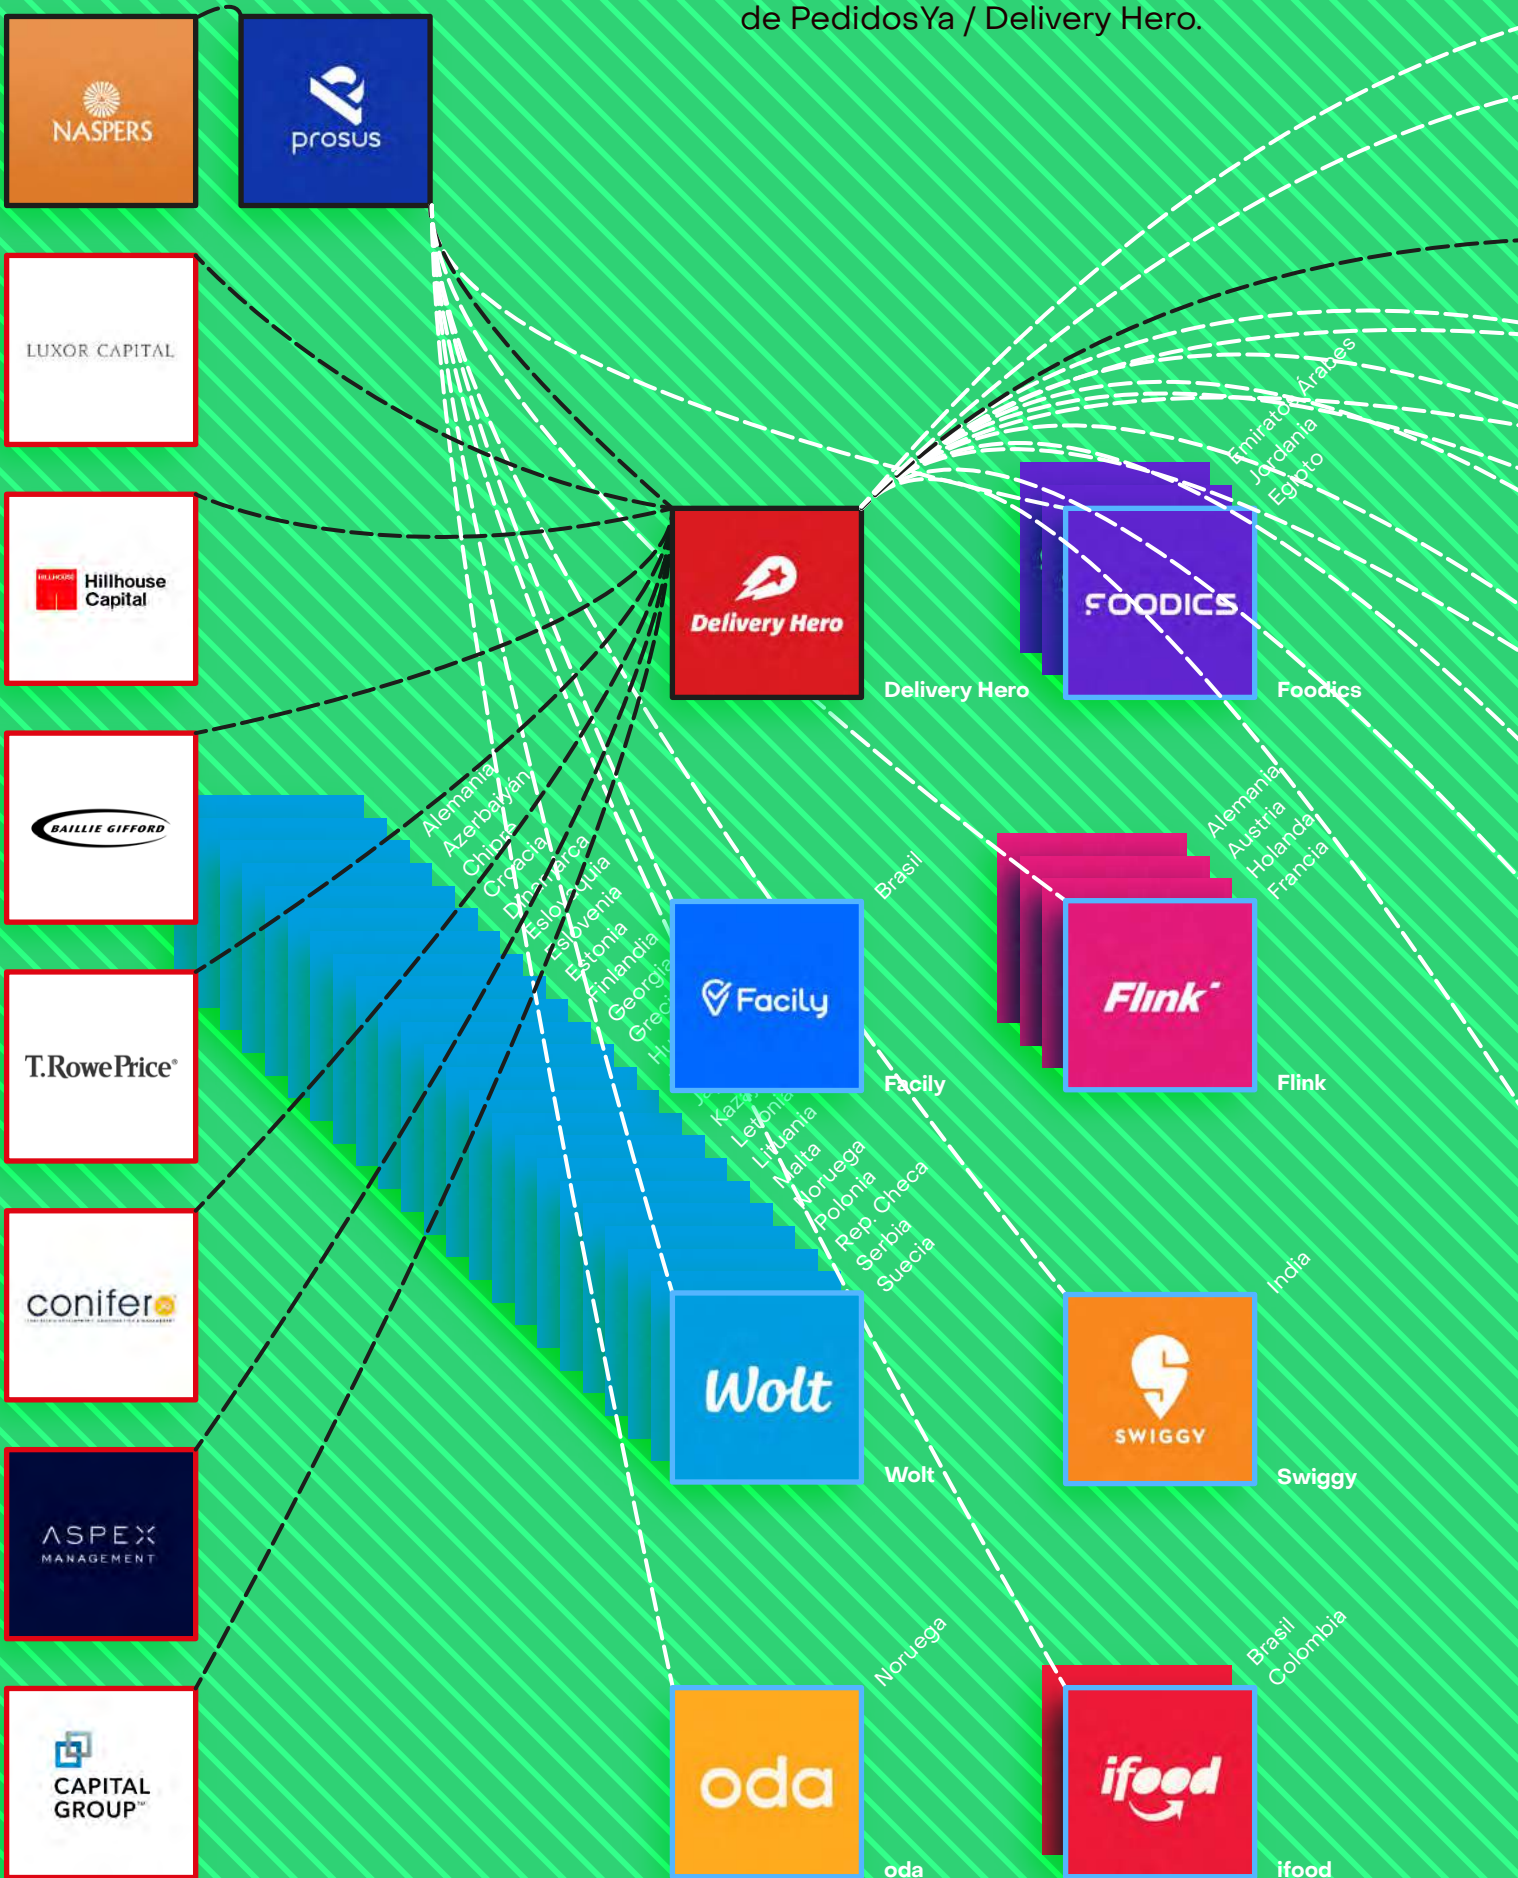 de PedidosYa / Delivery Hero.
NASPERS
prosus
LUXOR CAPITAL
HILLHOUSE
Hillhouse
Capital
BAILLIE GIFFORD
T.RowePrice®
conifer
ASPEX
MANAGEMENT
CAPITAL
GROUP™
Delivery Hero
Delivery Hero
Emiratos Árabes
Jordania
Egipto
FOODICS
Foodics
Alemania
Azerbaiyán
Chipre
Croacia
Dinamarca
Eslovaquia
Eslovenia
Estonia
Finlandia
Georgia
Letonia
Lituania
Malta
Noruega
Polonia
Rep. Checa
Serbia
Suecia
Brasil
Facily
Facily
Alemania
Austria
Holanda
Francia
Flink
Flink
Wolt
Wolt
India
SWIGGY
Swiggy
Noruega
oda
oda
Brasil
Colombia
ifood
ifood